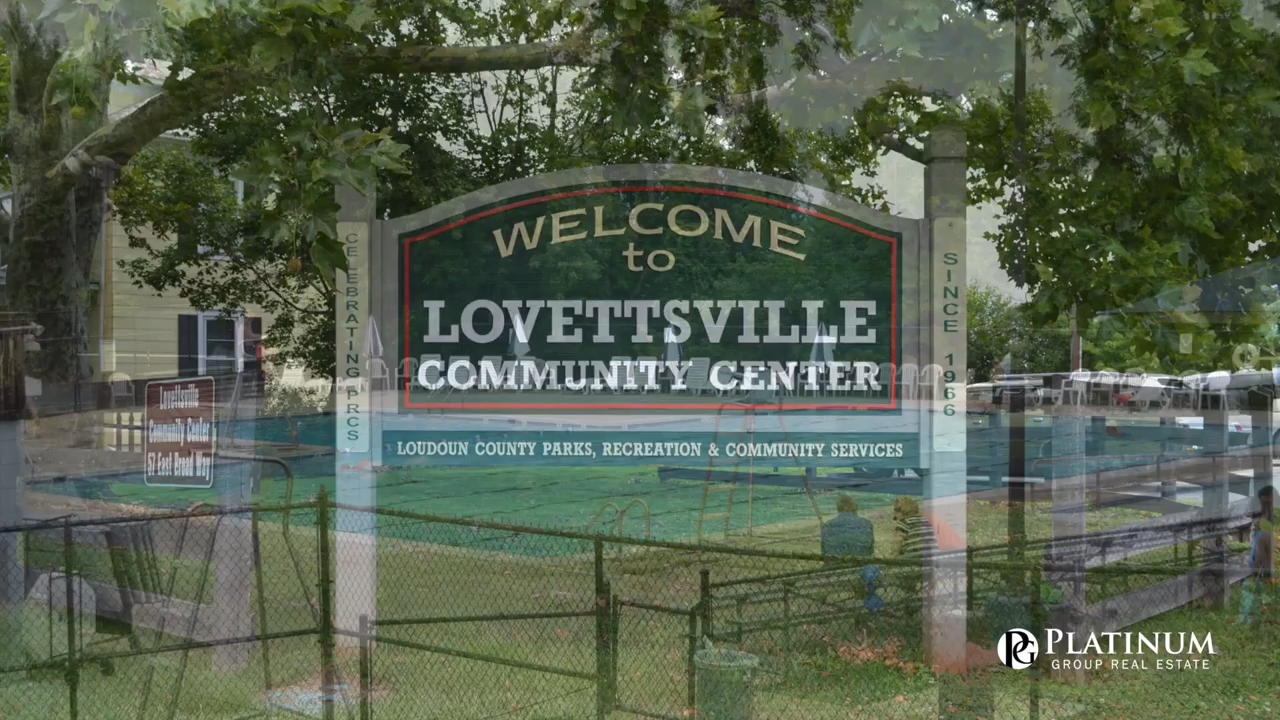 WELCOME
to
LOVETTSVILLE
COMMUNITY CENTER
LOUDOUN COUNTY PARKS, RECREATION & COMMUNITY SERVICES
CELEBRATING PRCS
SINCE 1966
Lovettsville
Community Center
57 East Broad Way
PG PLATINUM
GROUP REAL ESTATE